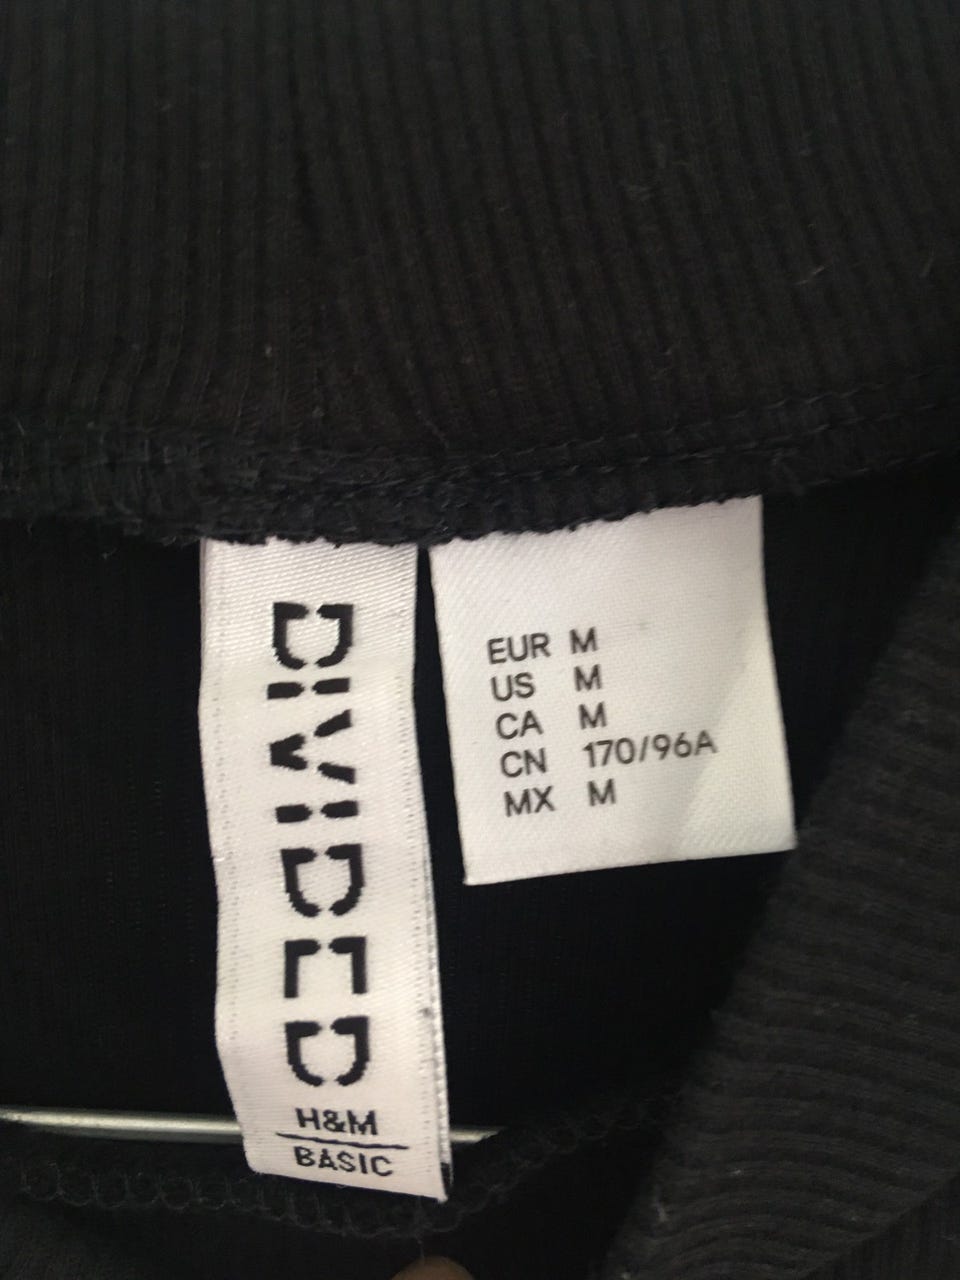 DIVIDED
H&M
BASIC
EUR M
US M
CA M
CN 170/96A
MX M